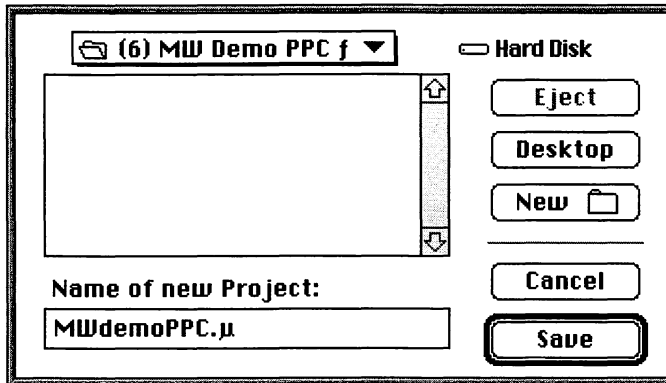 (6) MW Demo PPC ƒ
Hard Disk
Eject
Desktop
New
Cancel
Save
Name of new Project:
MWdemoPPC.µ